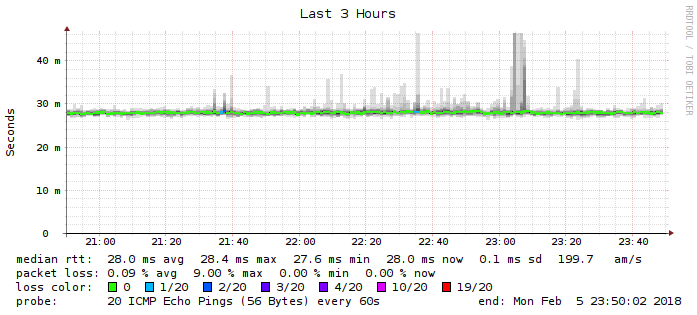 Last 3 Hours
RRDTOOL / TOBI OETIKER
Seconds
40 m
30 m
20 m
10 m
0
21:00 21:20 21:40 22:00 22:20 22:40 23:00 23:20 23:40
median rtt: 28.0 ms avg 28.4 ms max 27.6 ms min 28.0 ms now 0.1 ms sd 199.7 am/s
packet loss: 0.09 % avg 9.00 % max 0.00 % min 0.00 % now
loss color: 0 1/20 2/20 3/20 4/20 10/20 19/20
probe: 20 ICMP Echo Pings (56 Bytes) every 60s end: Mon Feb 5 23:50:02 2018